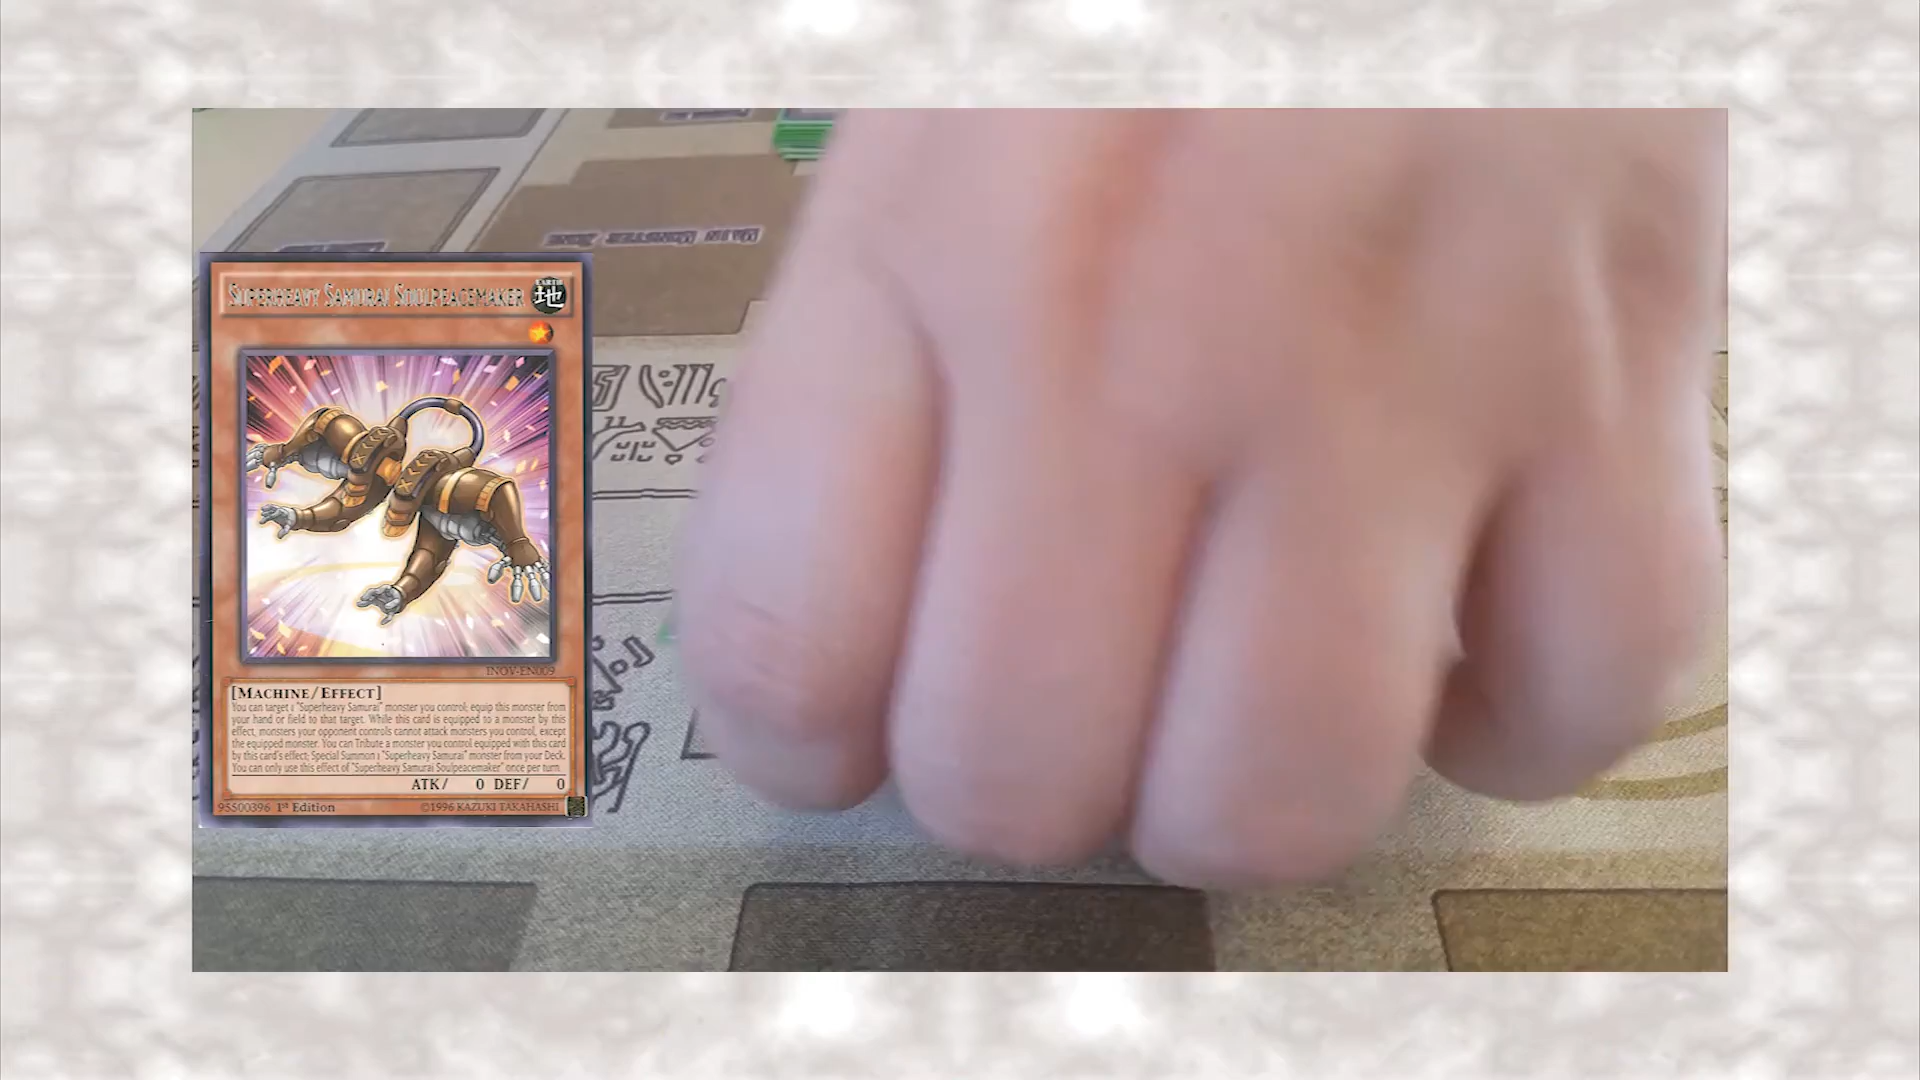 MAIN MONSTER ZONE
SUPERHEAVY SAMURAI SOULPEACEMAKER
EARTH
地
INOV-EN009
[MACHINE/EFFECT]
You can target 1 "Superheavy Samurai" monster you control; equip this monster from
your hand or field to that target. While this card is equipped to a monster by this
effect, monsters your opponent controls cannot attack monsters you control, except
the equipped monster. You can Tribute a monster you control equipped with this card
by this card's effect; Special Summon 1 "Superheavy Samurai" monster from your Deck.
You can only use this effect of "Superheavy Samurai Soulpeacemaker" once per turn.
ATK/ 0 DEF/ 0
95500396 1st Edition ©1996 KAZUKI TAKAHASHI